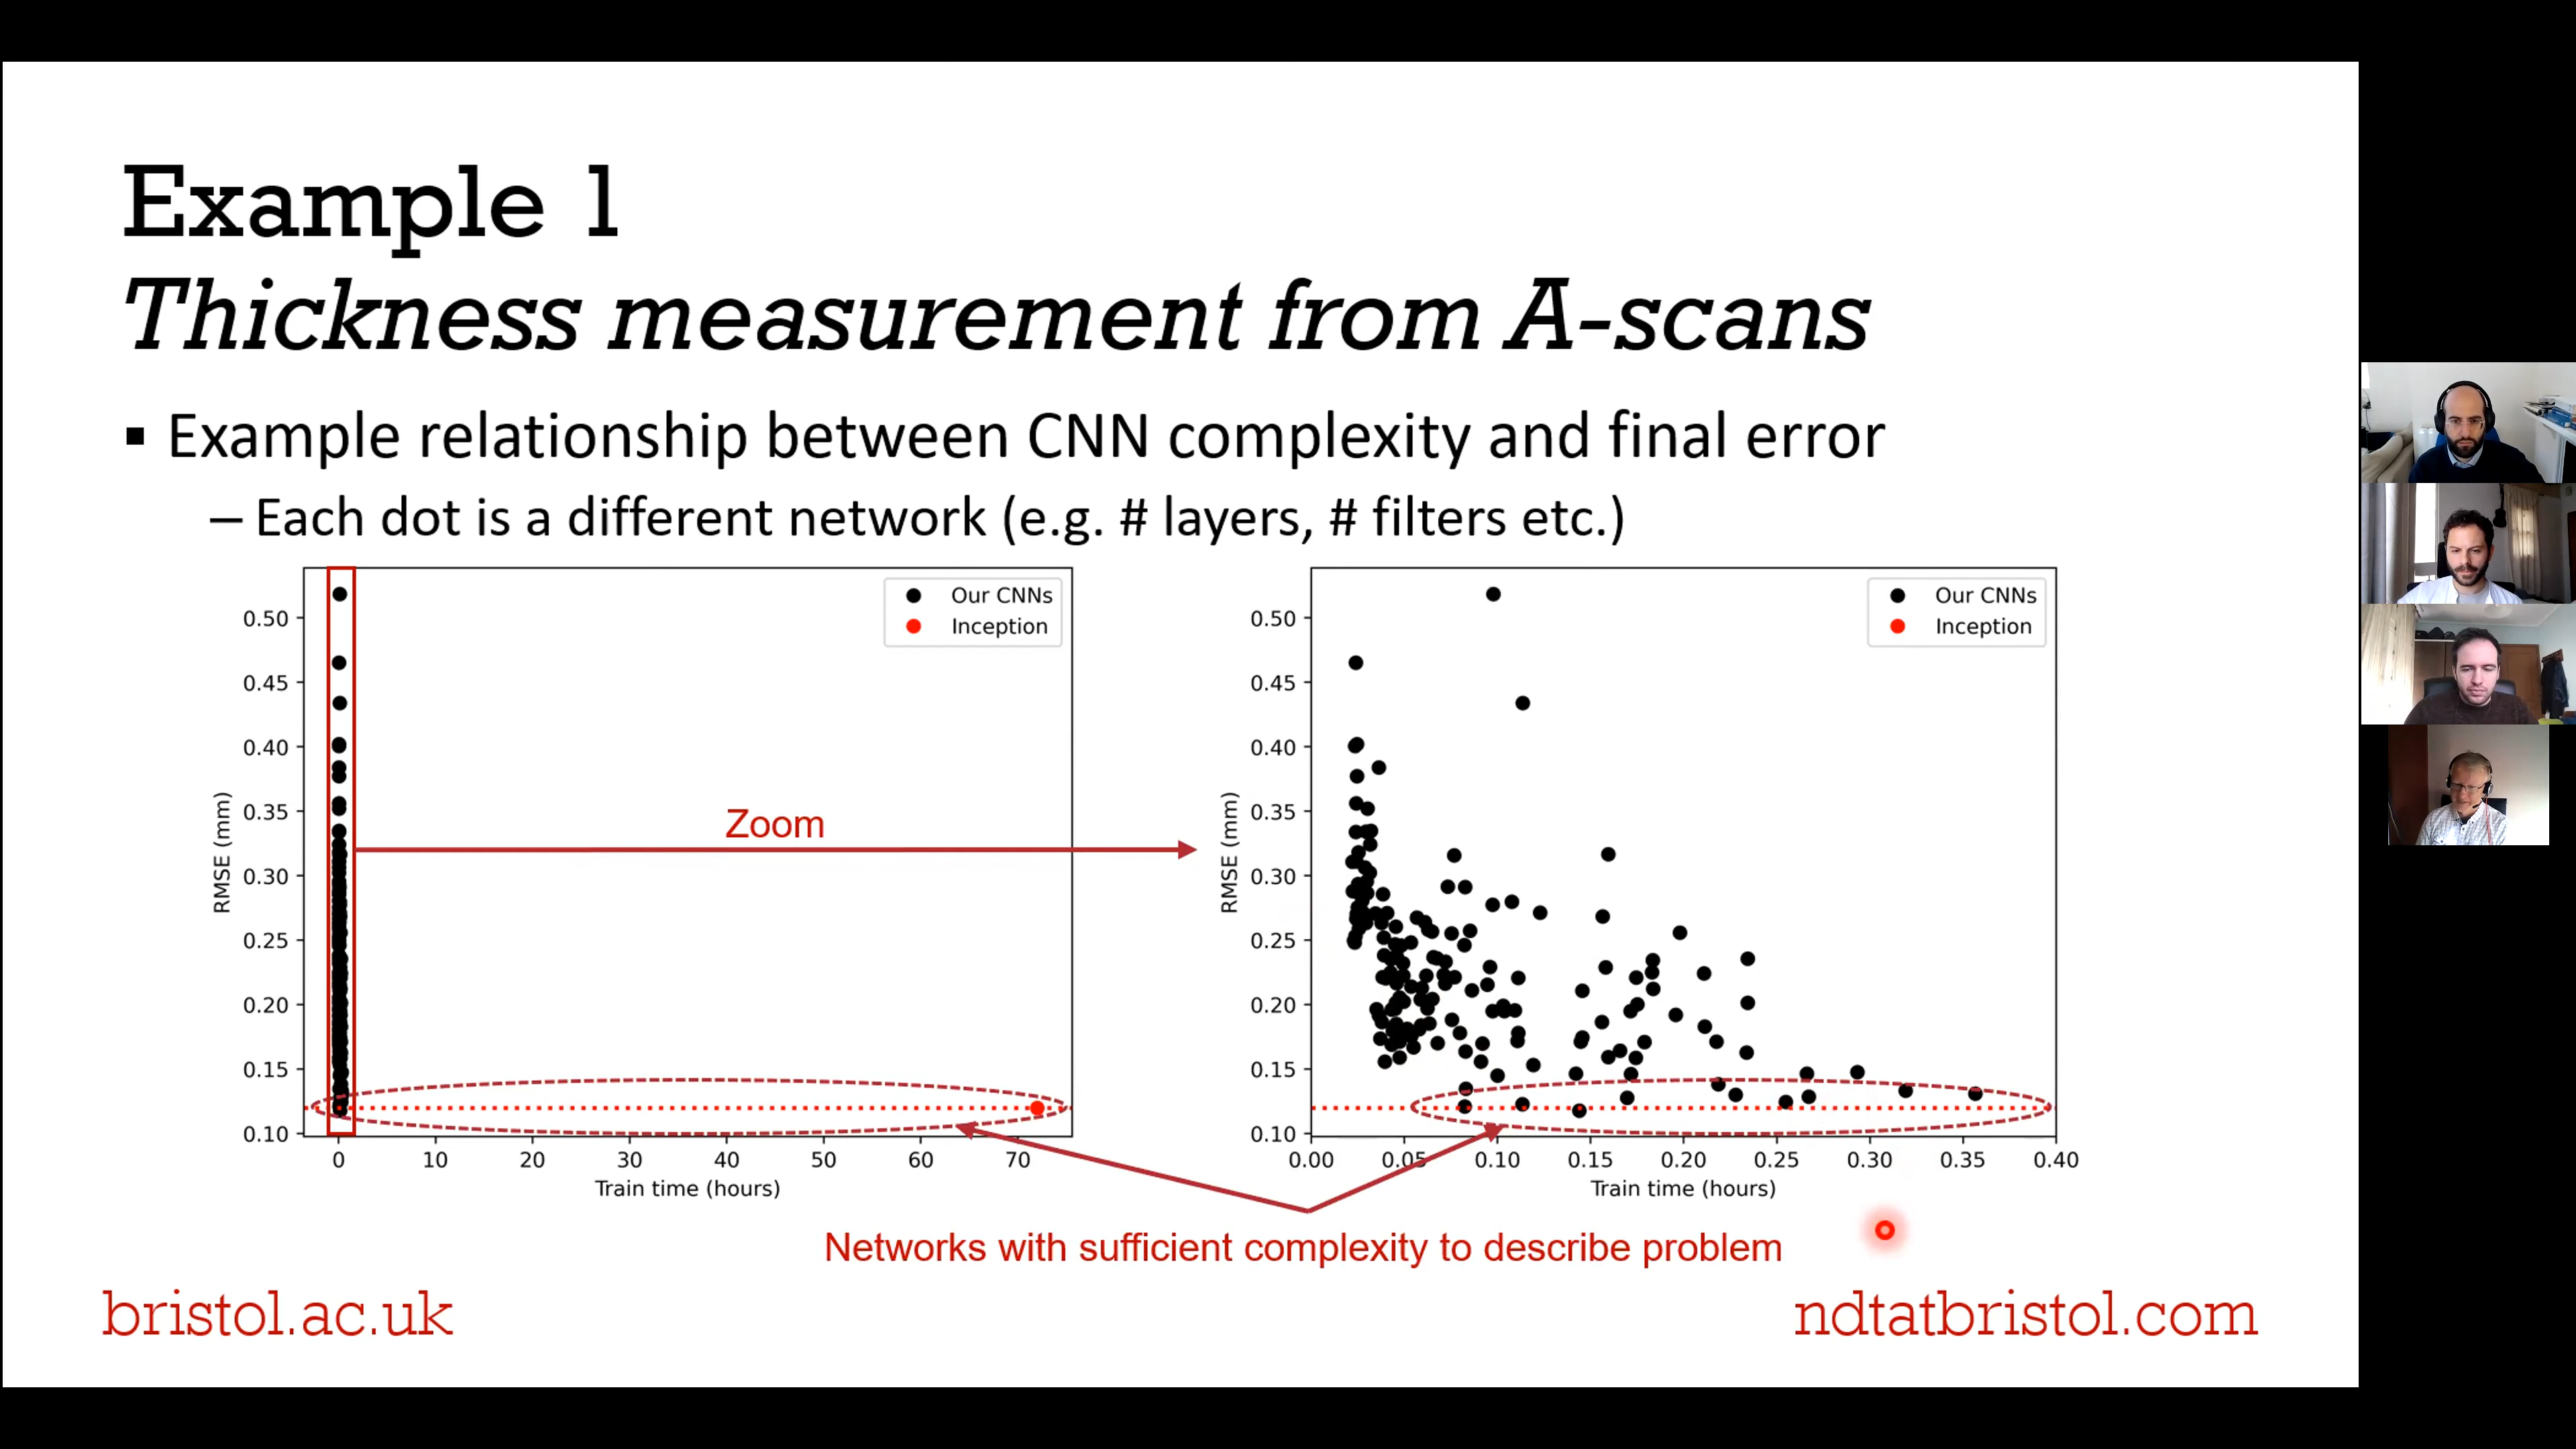 Example 1
Thickness measurement from A-scans
▪ Example relationship between CNN complexity and final error
– Each dot is a different network (e.g. # layers, # filters etc.)
Our CNNs
Inception
0.50
0.45
0.40
0.35
0.30
0.25
0.20
0.15
0.10
RMSE (mm)
0 10 20 30 40 50 60 70
Train time (hours)
Zoom
Our CNNs
Inception
0.50
0.45
0.40
0.35
0.30
0.25
0.20
0.15
0.10
RMSE (mm)
0.00 0.05 0.10 0.15 0.20 0.25 0.30 0.35 0.40
Train time (hours)
Networks with sufficient complexity to describe problem
bristol.ac.uk
ndtatbristol.com